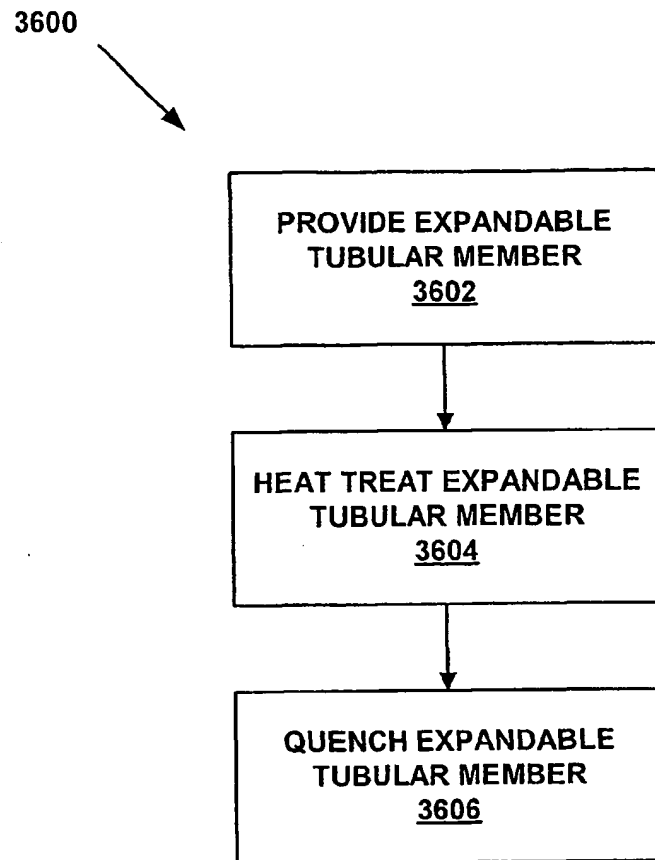 3600
PROVIDE EXPANDABLE
TUBULAR MEMBER
3602
HEAT TREAT EXPANDABLE
TUBULAR MEMBER
3604
QUENCH EXPANDABLE
TUBULAR MEMBER
3606